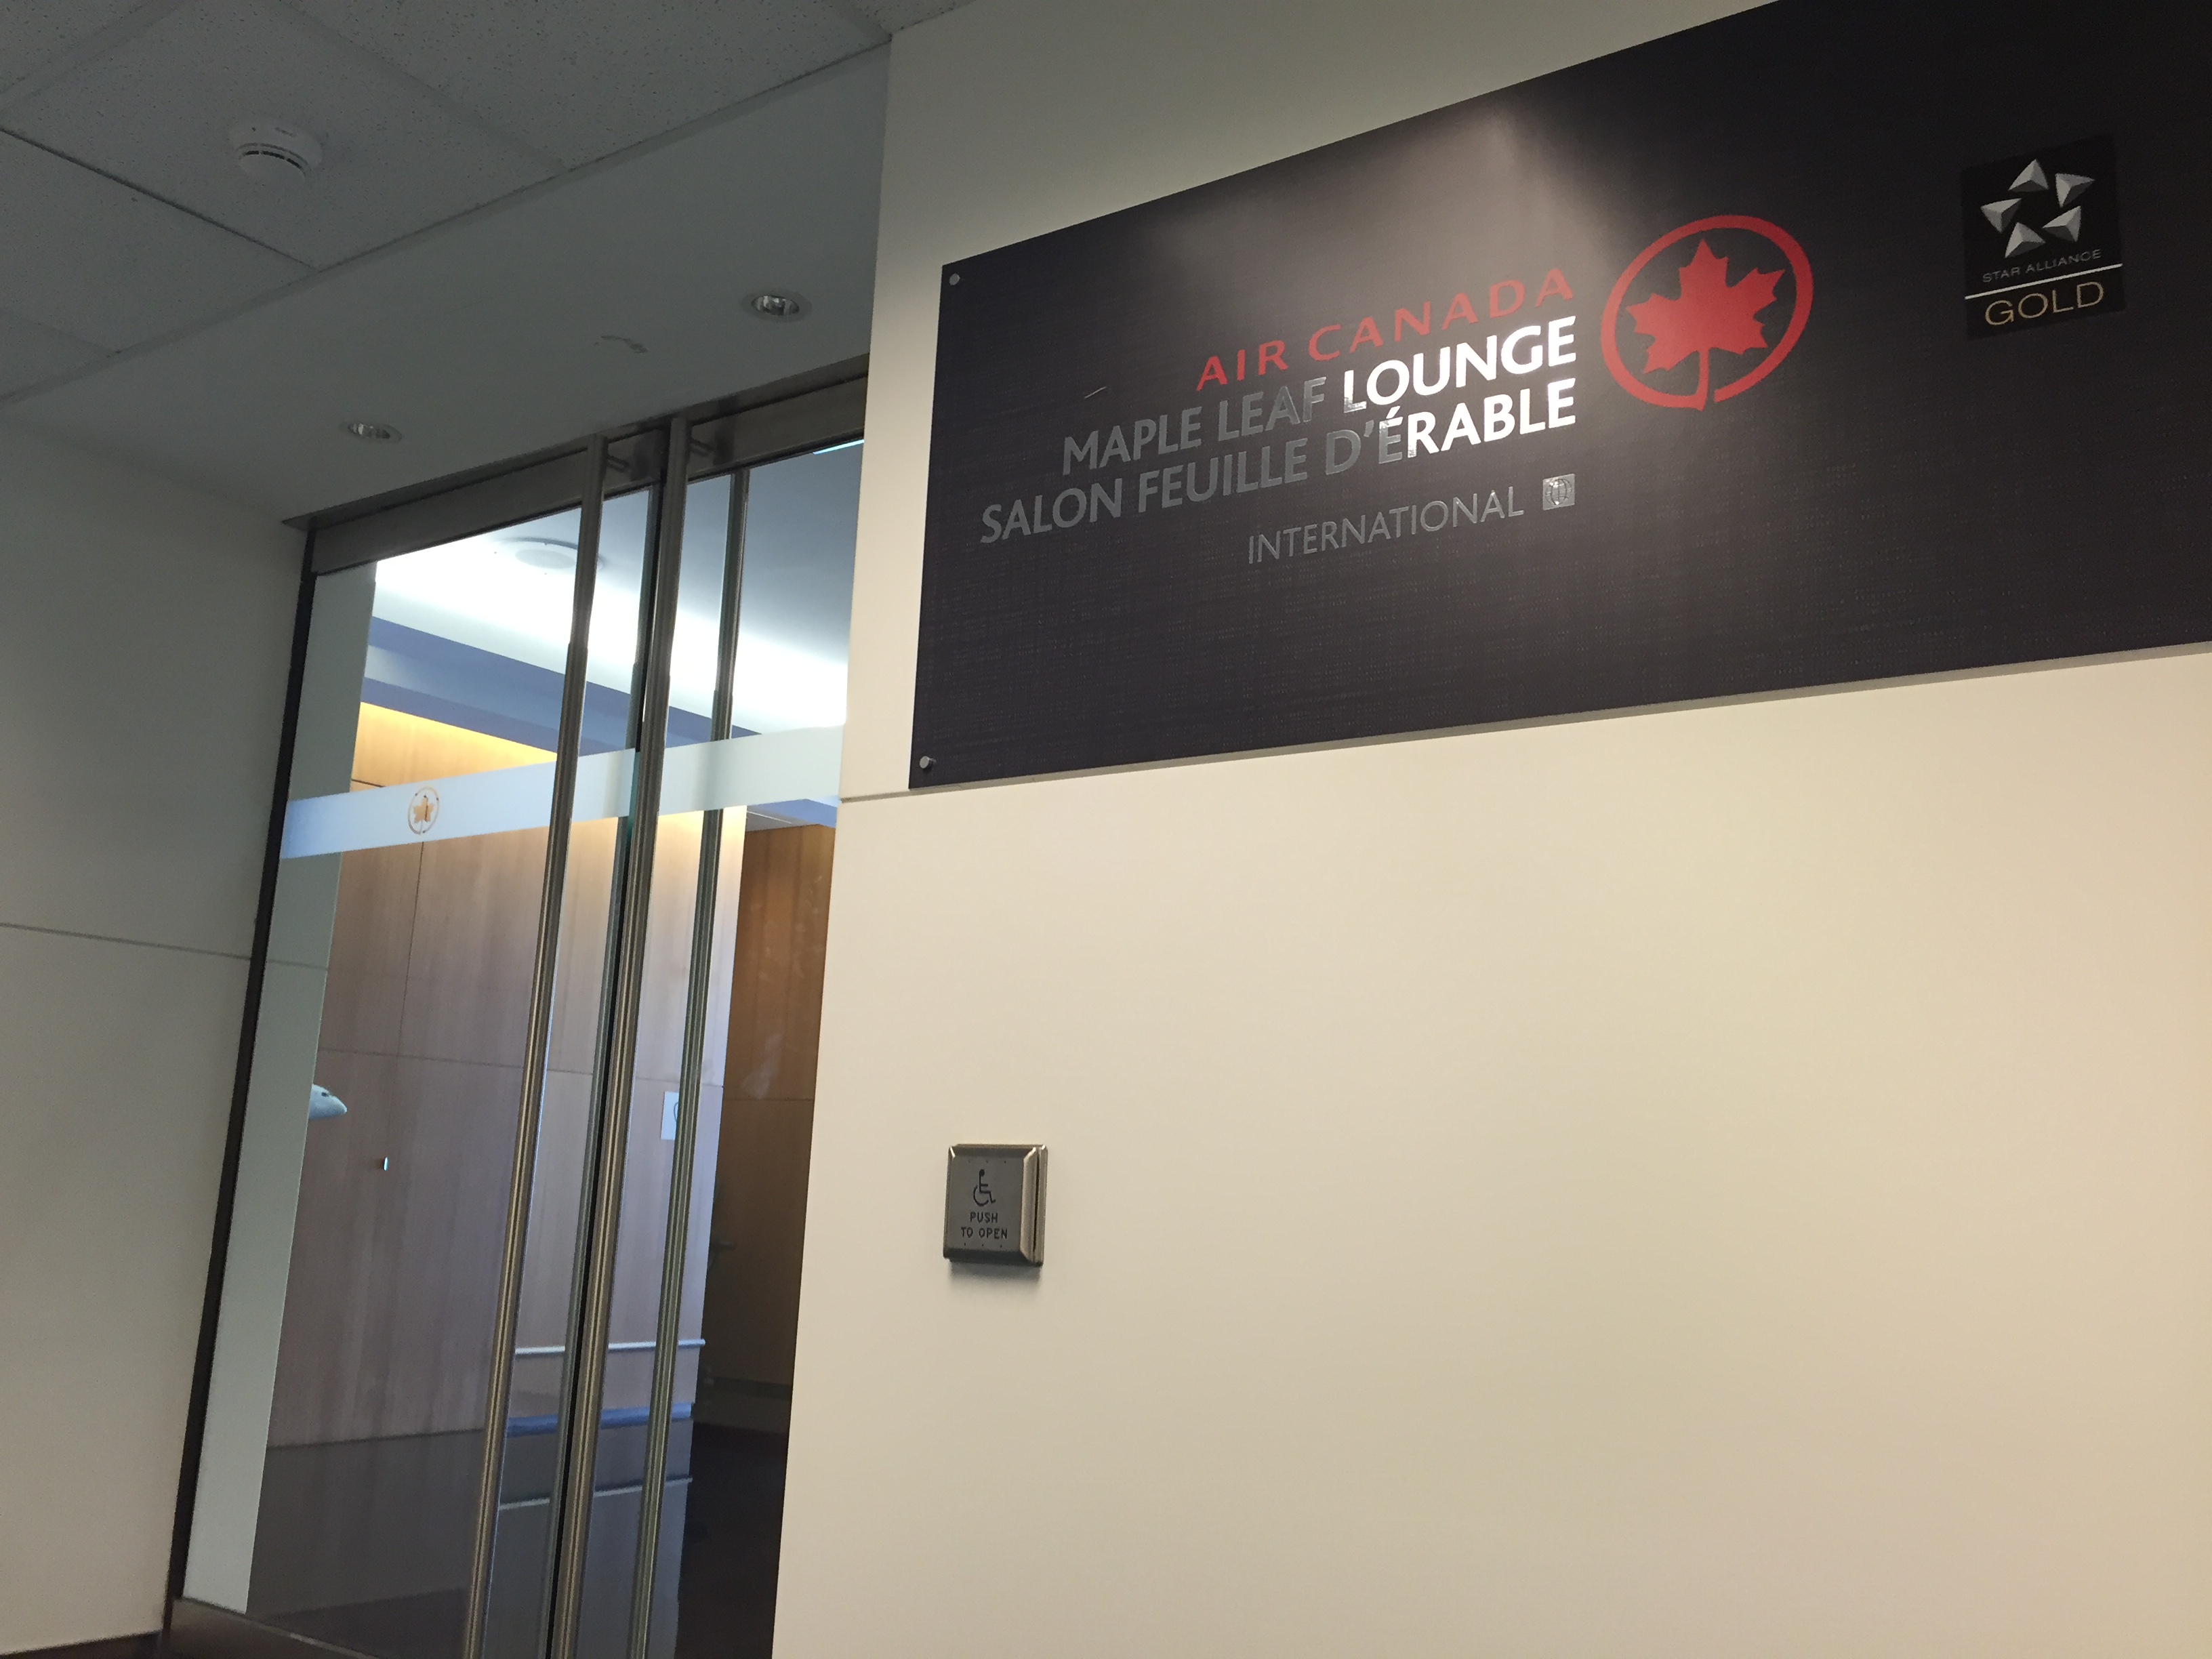 AIR CANADA
MAPLE LEAF LOUNGE
SALON FEUILLE D'ÉRABLE
INTERNATIONAL
STAR ALLIANCE
GOLD
PUSH
TO OPEN